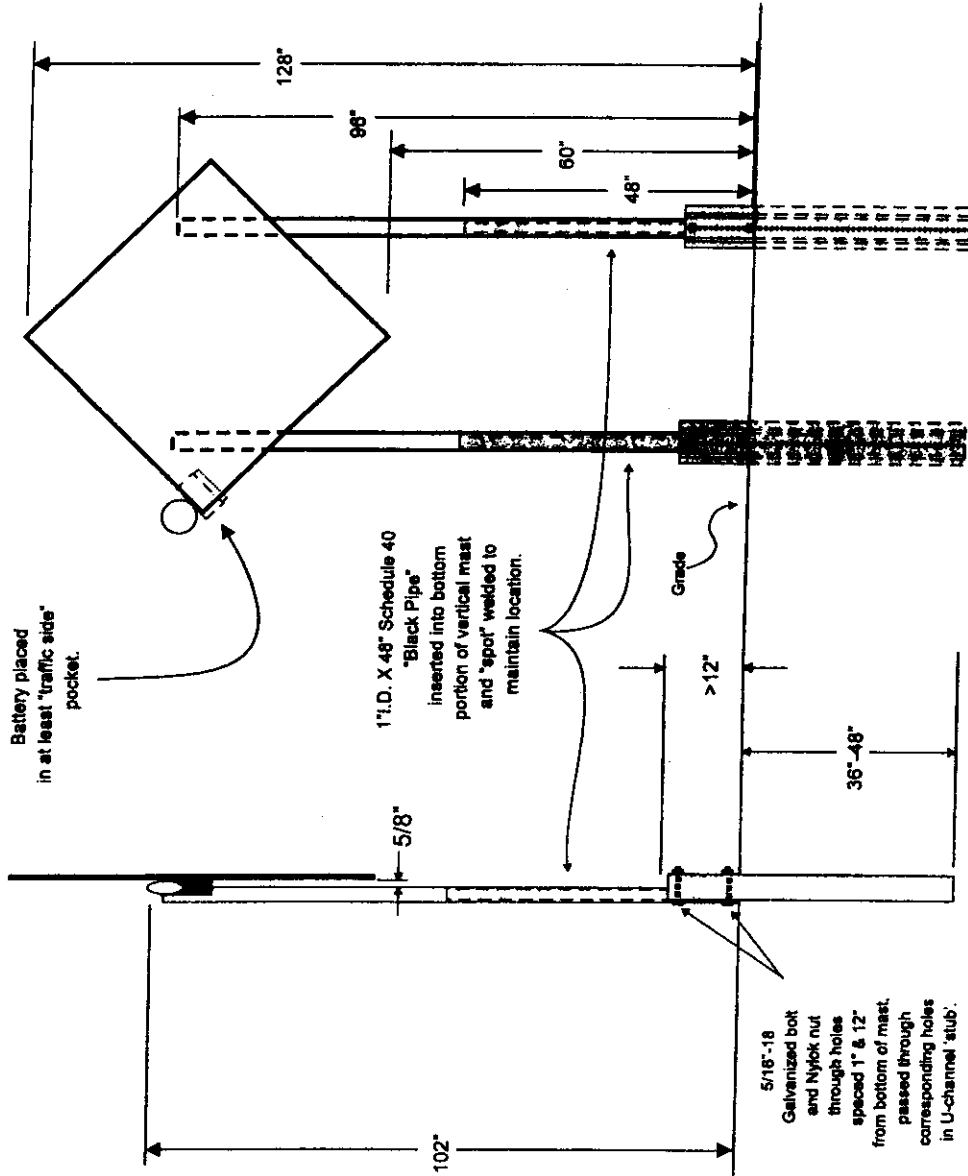 Battery placed
in at least "traffic side"
pocket.
128"
96"
60"
48"
1"I.D. X 48" Schedule 40
"Black Pipe"
inserted into bottom
portion of vertical mast
and "spot" welded to
maintain location.
Grade
5/8"
>12"
36"-48"
102"
5/16"-18
Galvanized bolt
and Nylok nut
through holes
spaced 1" & 12"
from bottom of mast,
passed through
corresponding holes
in U-channel 'stub'.